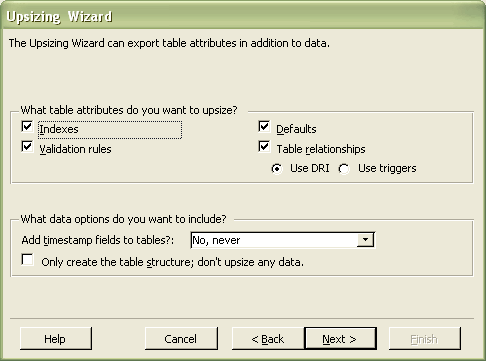 Upsizing Wizard
The Upsizing Wizard can export table attributes in addition to data.
What table attributes do you want to upsize?
Indexes
Defaults
Validation rules
Table relationships
Use DRI
Use triggers
What data options do you want to include?
Add timestamp fields to tables?: No, never
Only create the table structure; don't upsize any data.
Help
Cancel
< Back
Next >
Finish